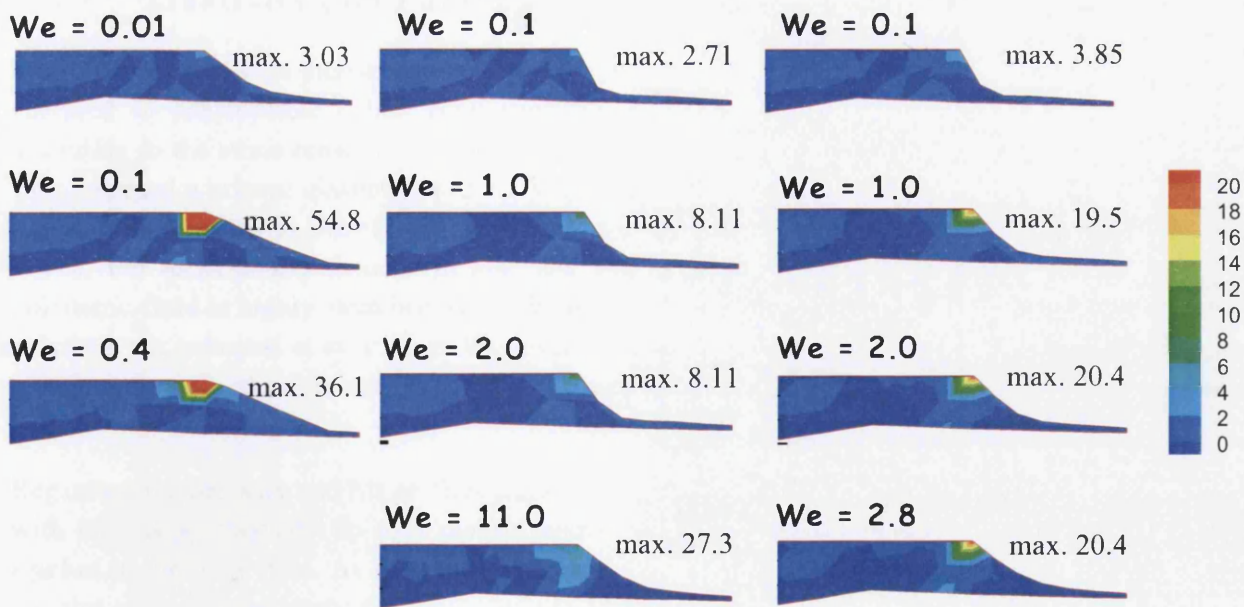 We = 0.01
max. 3.03
We = 0.1
max. 2.71
We = 0.1
max. 3.85
We = 0.1
max. 54.8
We = 1.0
max. 8.11
We = 1.0
max. 19.5
We = 0.4
max. 36.1
We = 2.0
max. 8.11
We = 2.0
max. 20.4
We = 11.0
max. 27.3
We = 2.8
max. 20.4
20
18
16
14
12
10
8
6
4
2
0